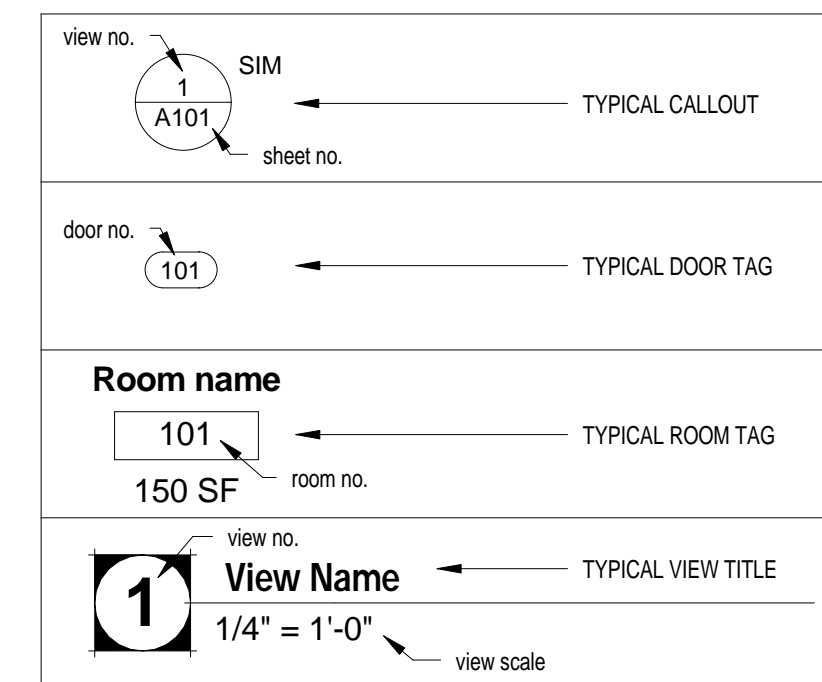 view no.
SIM
1
A101
TYPICAL CALLOUT
sheet no.
door no.
101
TYPICAL DOOR TAG
Room name
101
TYPICAL ROOM TAG
room no.
150 SF
view no.
1
View Name
TYPICAL VIEW TITLE
1/4" = 1'-0"
view scale